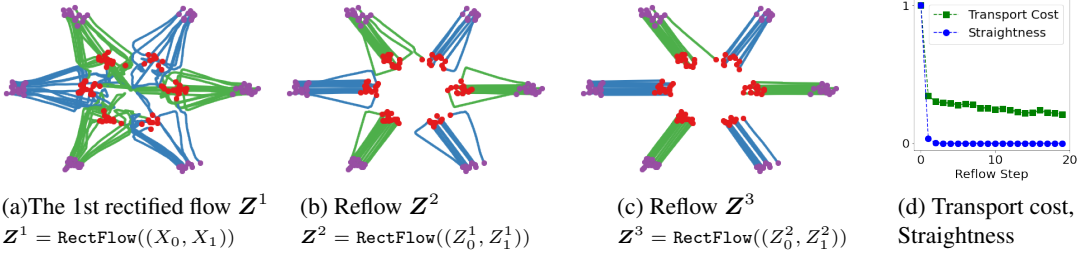 1
0
0
10
20
Reflow Step
Transport Cost
Straightness
(a)The 1st rectified flow Z¹
Z¹ = RectFlow((X₀, X₁))
(b) Reflow Z²
Z² = RectFlow((Z₀¹, Z₁¹))
(c) Reflow Z³
Z³ = RectFlow((Z₀², Z₁²))
(d) Transport cost,
Straightness